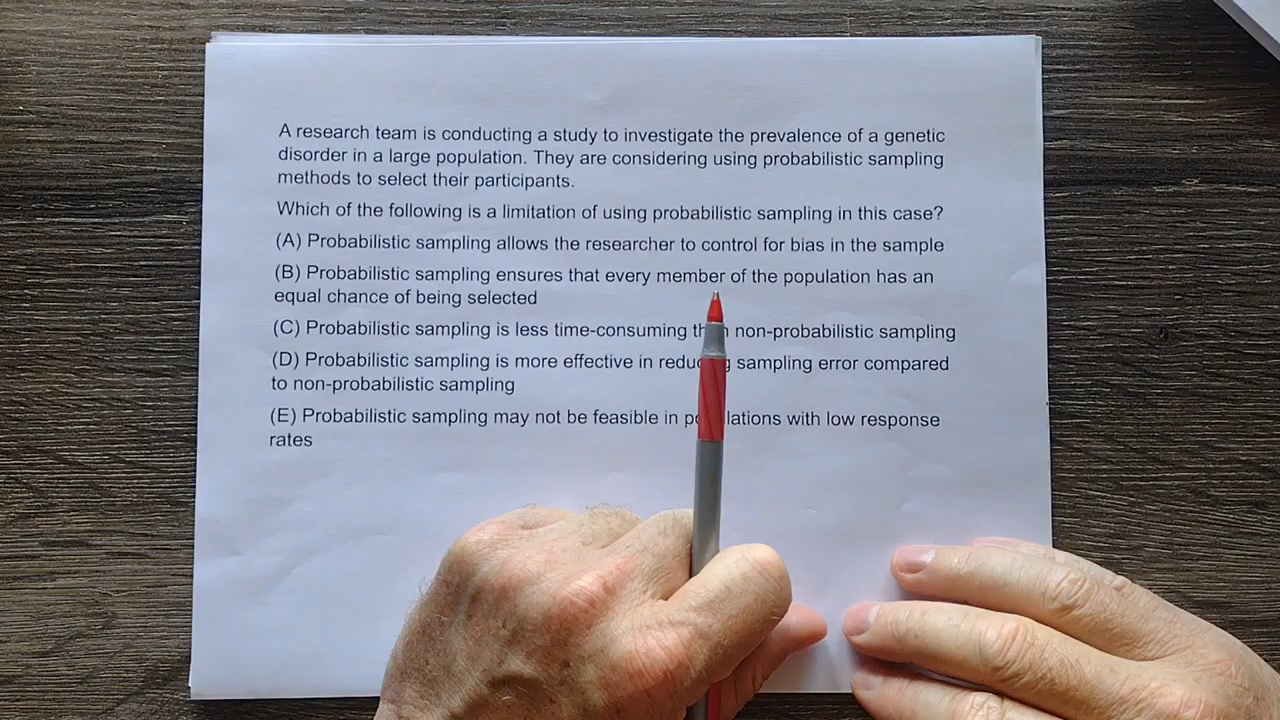 A research team is conducting a study to investigate the prevalence of a genetic
disorder in a large population. They are considering using probabilistic sampling
methods to select their participants.
Which of the following is a limitation of using probabilistic sampling in this case?
(A) Probabilistic sampling allows the researcher to control for bias in the sample
(B) Probabilistic sampling ensures that every member of the population has an
equal chance of being selected
(C) Probabilistic sampling is less time-consuming than non-probabilistic sampling
(D) Probabilistic sampling is more effective in reducing sampling error compared
to non-probabilistic sampling
(E) Probabilistic sampling may not be feasible in populations with low response
rates